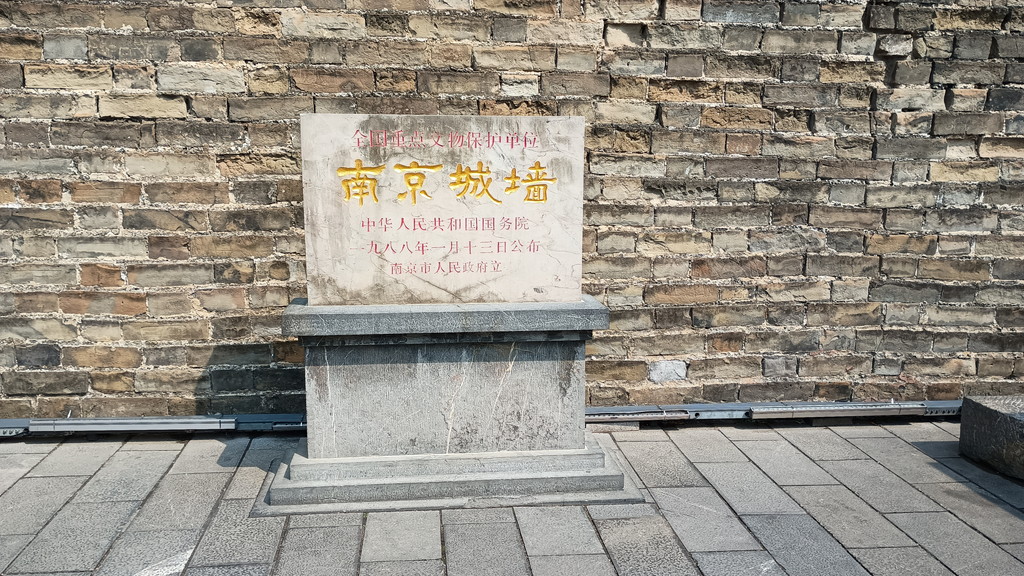 全国重点文物保护单位
南京城墙
中华人民共和国国务院
一九八八年一月十三日公布
南京市人民政府立